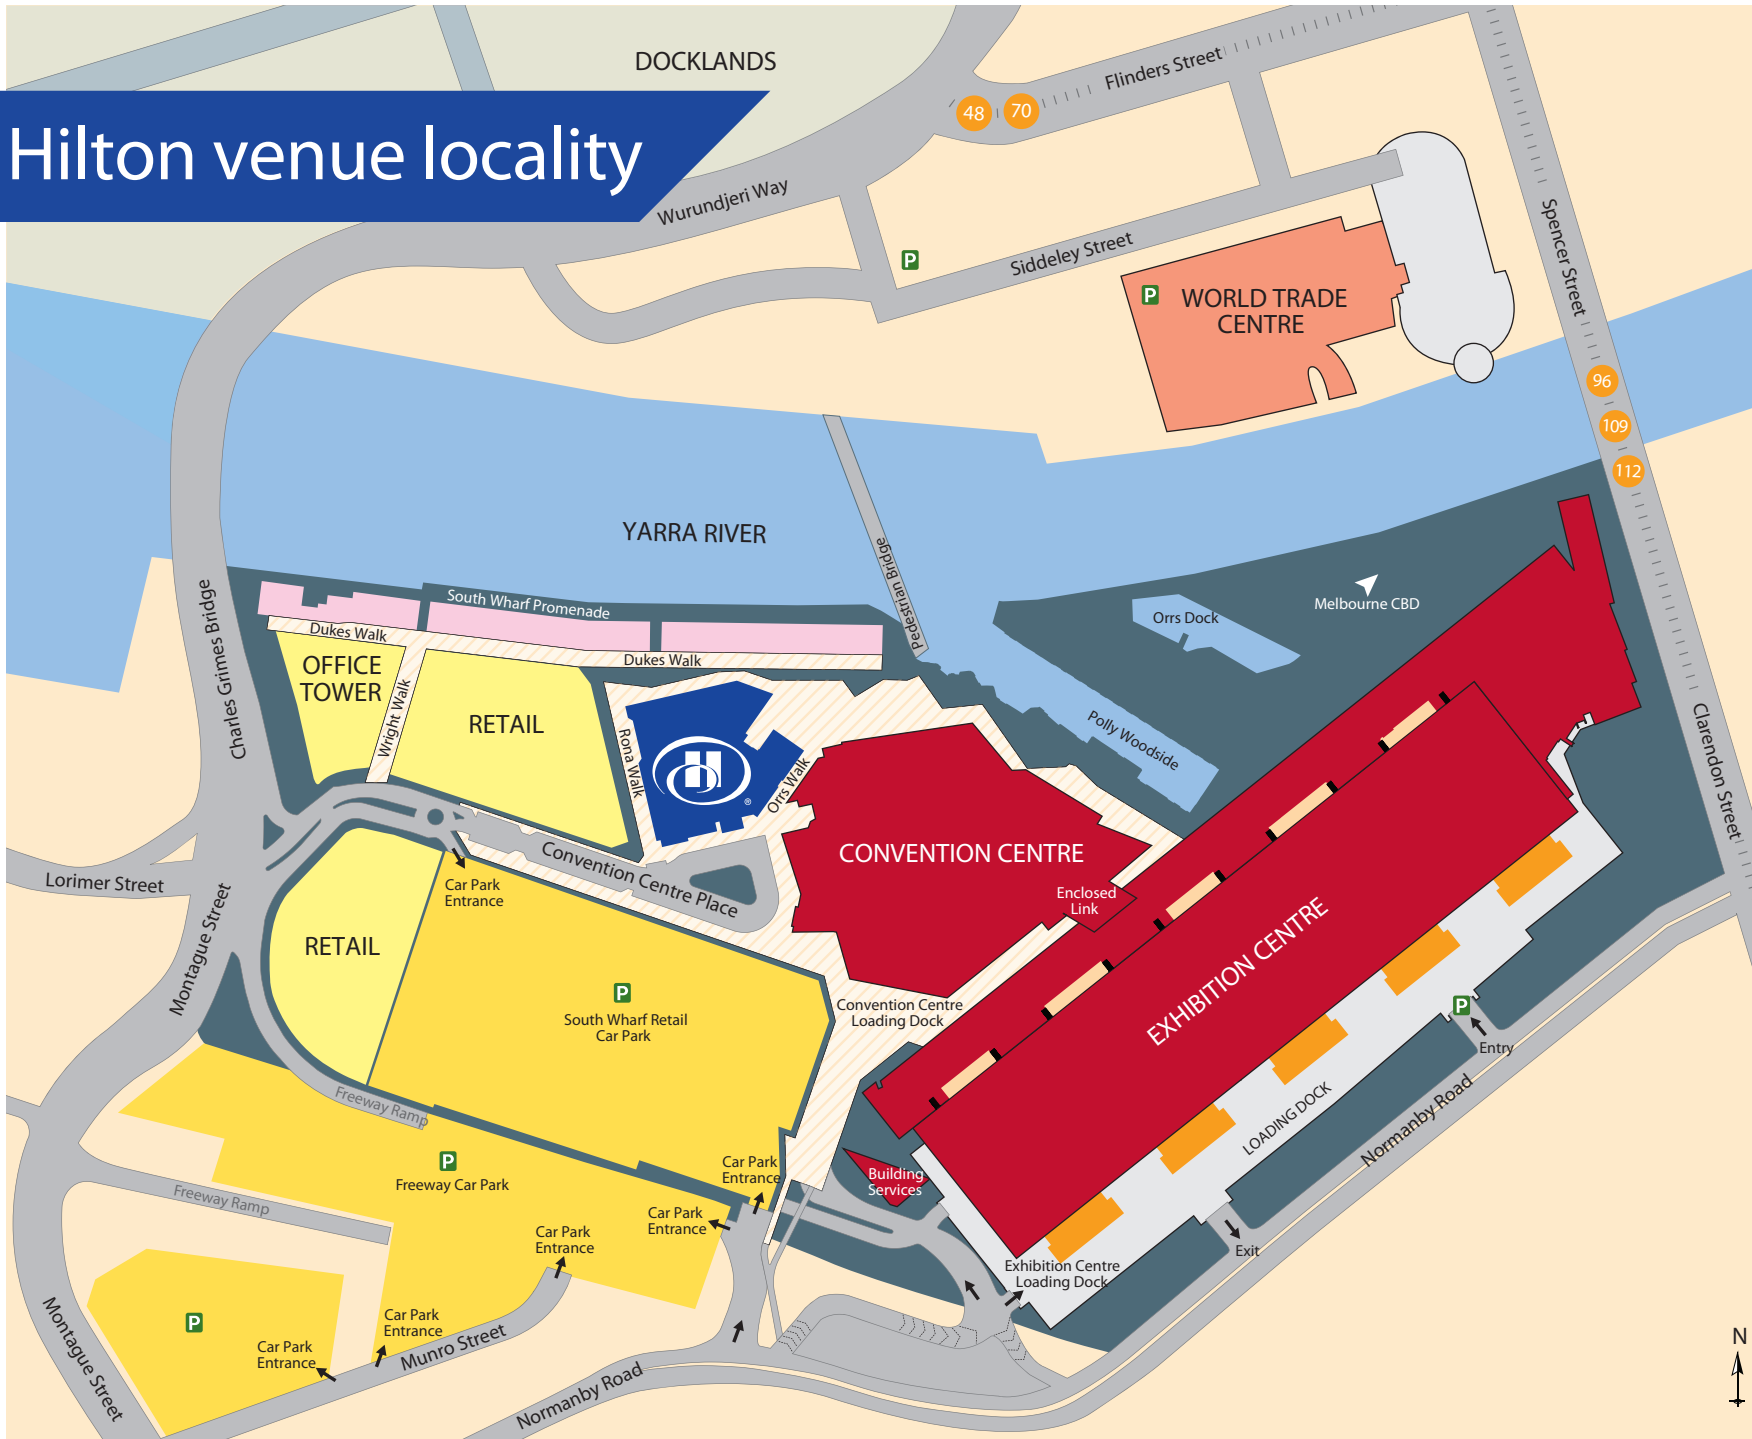 DOCKLANDS
Hilton venue locality
Flinders Street
48
70
Wurundjeri Way
Siddeley Street
P
P
WORLD TRADE
CENTRE
Spencer Street
96
109
112
YARRA RIVER
Pedestrian Bridge
Charles Grimes Bridge
South Wharf Promenade
Dukes Walk
Dukes Walk
OFFICE
TOWER
Wright Walk
RETAIL
Rona Walk
H
®
Orrs Walk
Orrs Dock
Melbourne CBD
Polly Woodside
Clarendon Street
CONVENTION CENTRE
Enclosed
Link
Convention Centre Place
Lorimer Street
Car Park
Entrance
Montague Street
RETAIL
P
South Wharf Retail
Car Park
Convention Centre
Loading Dock
EXHIBITION CENTRE
P
Entry
LOADING DOCK
Normanby Road
Freeway Ramp
P
Freeway Car Park
Freeway Ramp
Car Park
Entrance
Car Park
Entrance
Car Park
Entrance
Building
Services
Exit
Exhibition Centre
Loading Dock
P
Car Park
Entrance
Car Park
Entrance
Munro Street
Montague Street
Normanby Road
N